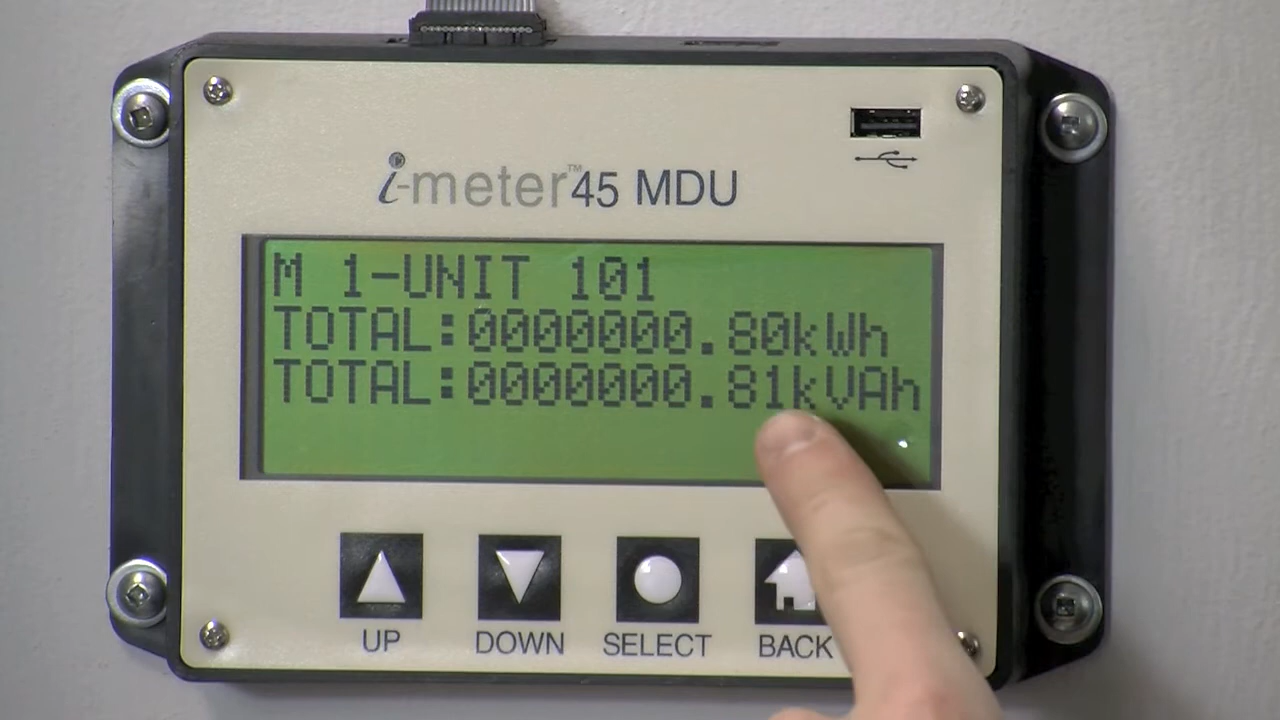 i-meter™45 MDU
M 1-UNIT 101
TOTAL:0000000.80kWh
TOTAL:0000000.81kVAh
UP DOWN SELECT BACK